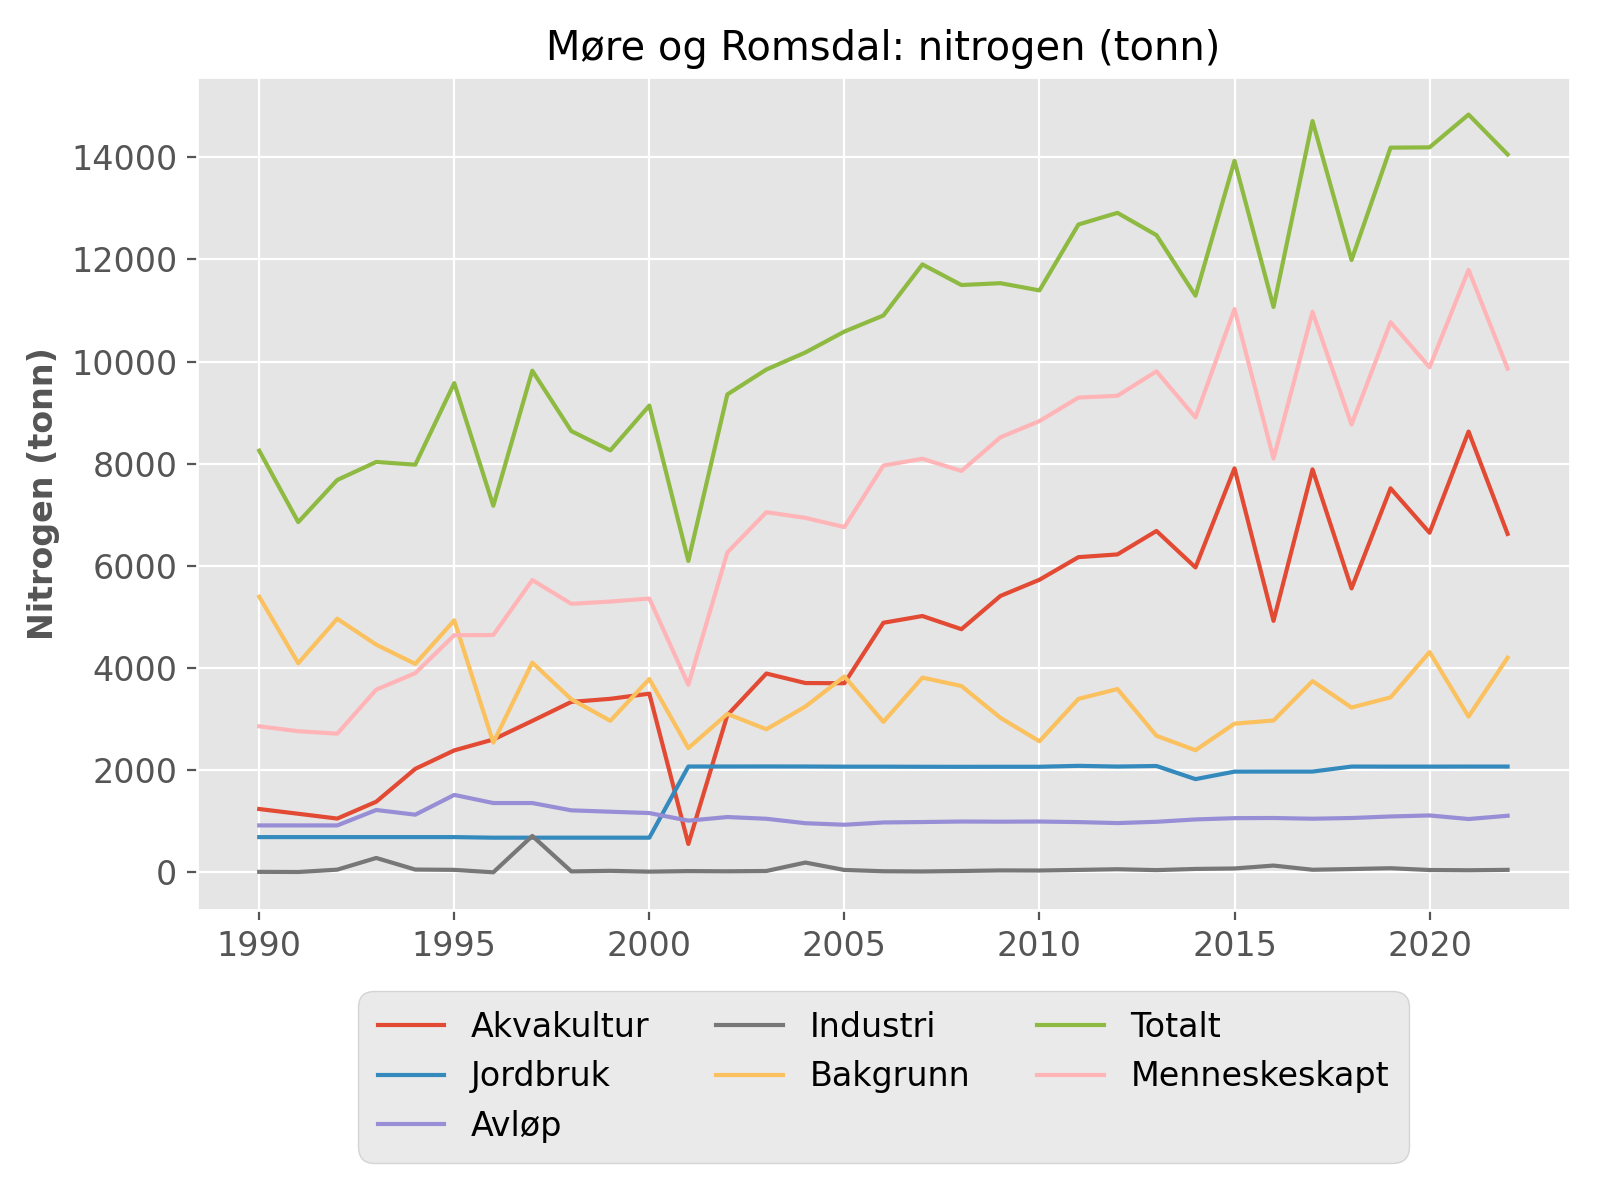 Møre og Romsdal: nitrogen (tonn)
Nitrogen (tonn)
14000
12000
10000
8000
6000
4000
2000
0
1990 1995 2000 2005 2010 2015 2020
Akvakultur Industri Totalt
Jordbruk Bakgrunn Menneskeskapt
Avløp